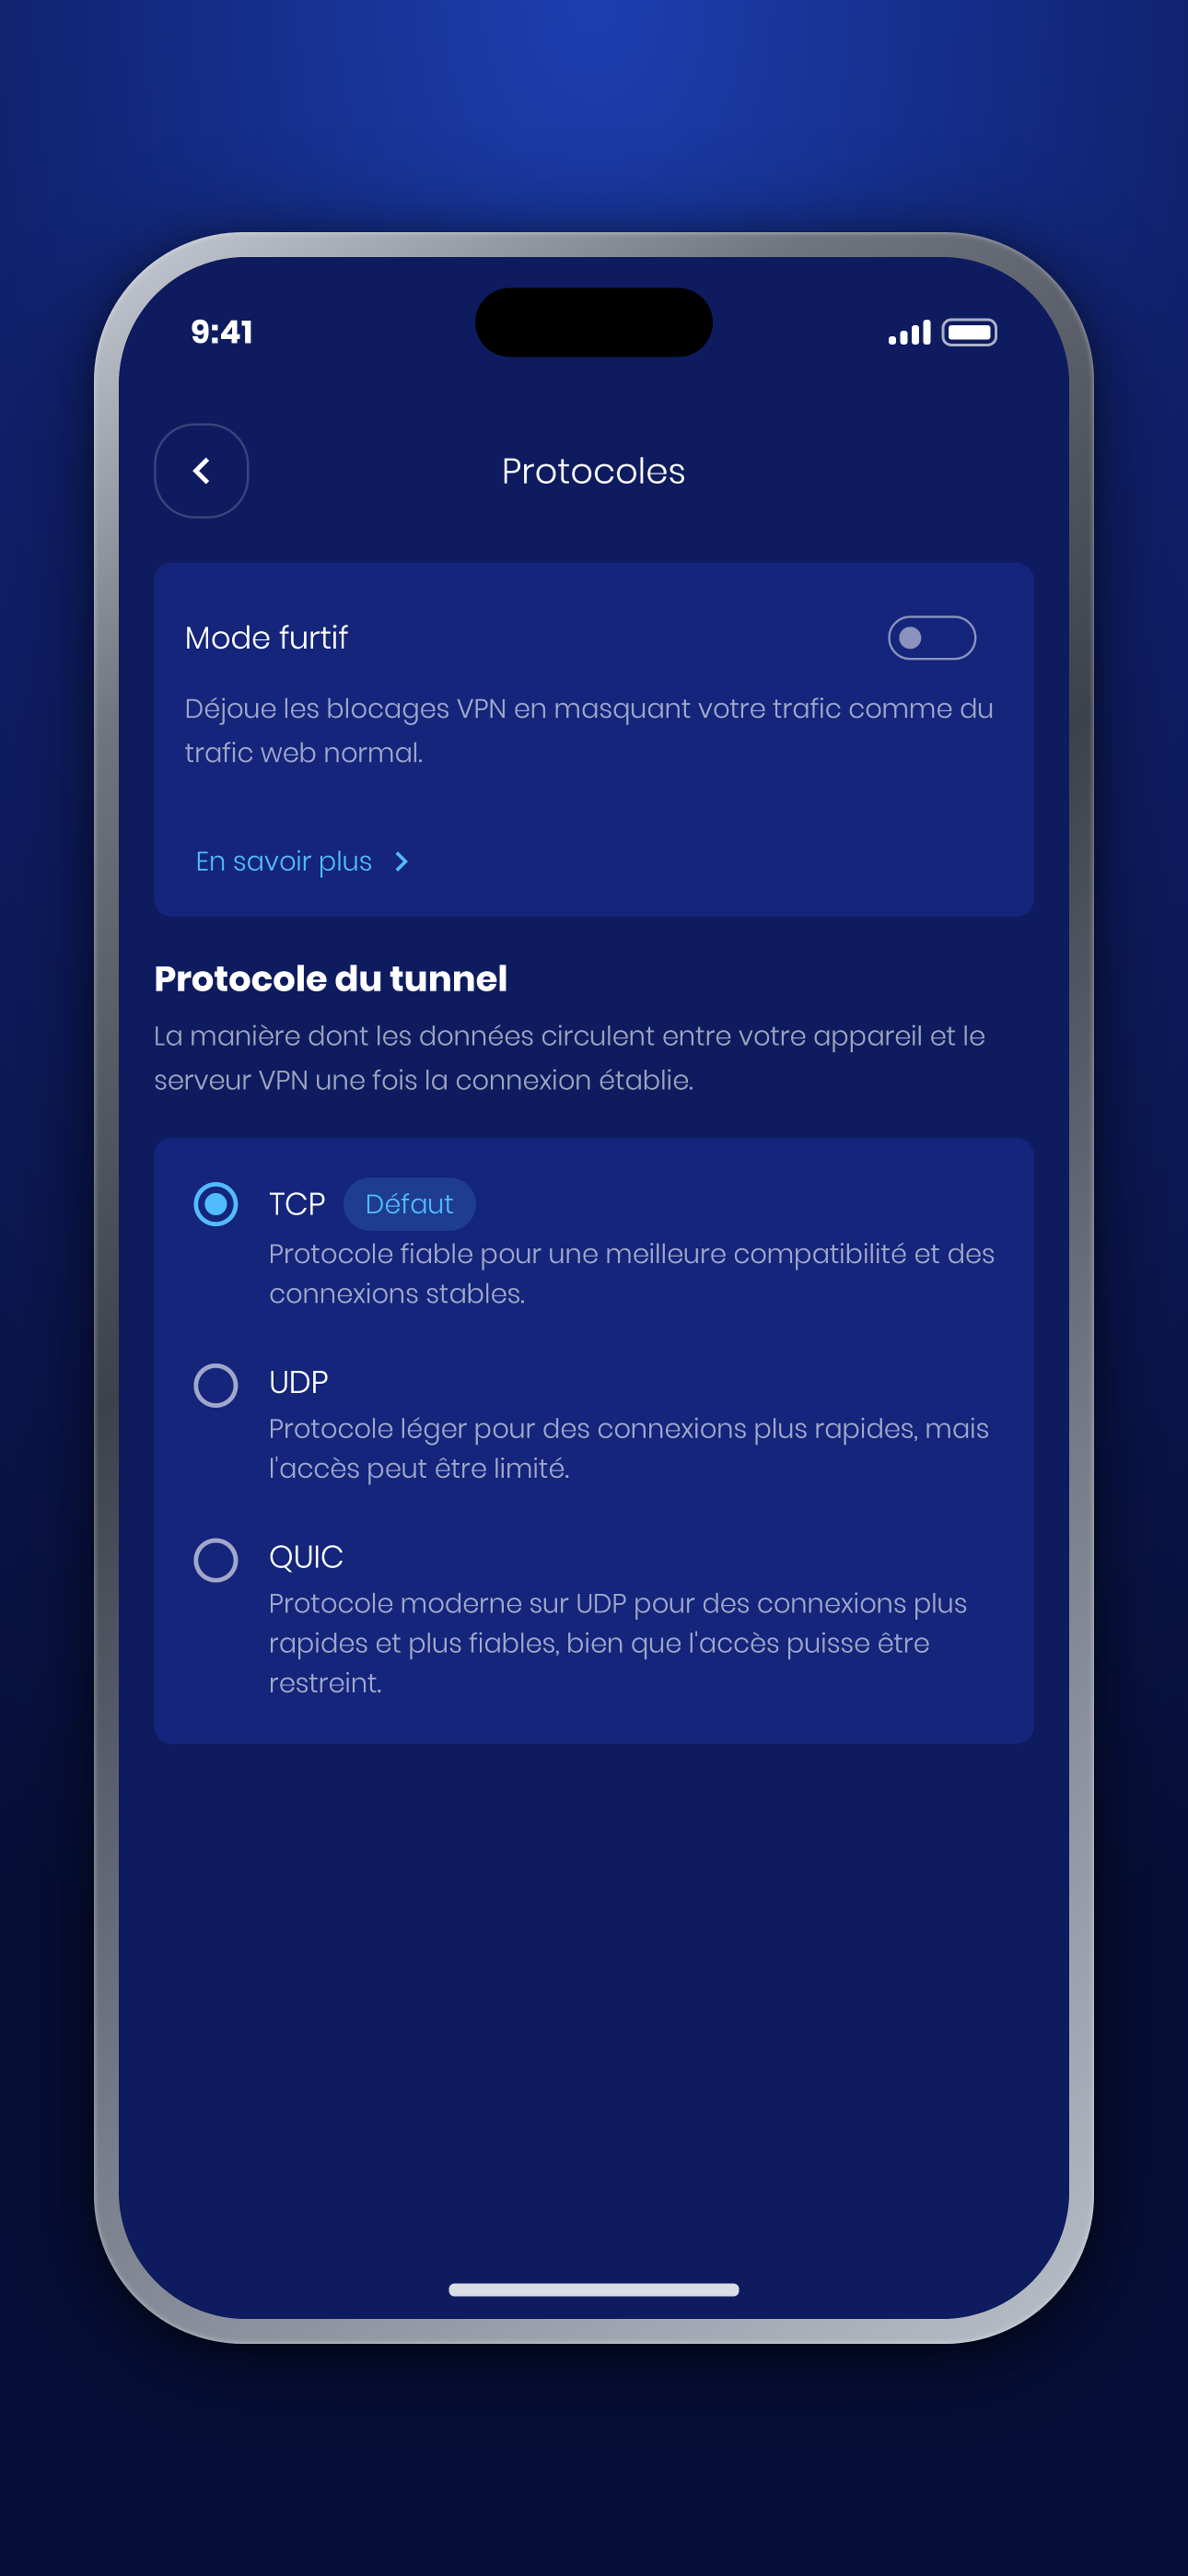 9:41
Protocoles
Mode furtif
Déjoue les blocages VPN en masquant votre trafic comme du
trafic web normal.
En savoir plus
Protocole du tunnel
La manière dont les données circulent entre votre appareil et le
serveur VPN une fois la connexion établie.
TCP Défaut
Protocole fiable pour une meilleure compatibilité et des
connexions stables.
UDP
Protocole léger pour des connexions plus rapides, mais
l'accès peut être limité.
QUIC
Protocole moderne sur UDP pour des connexions plus
rapides et plus fiables, bien que l'accès puisse être
restreint.